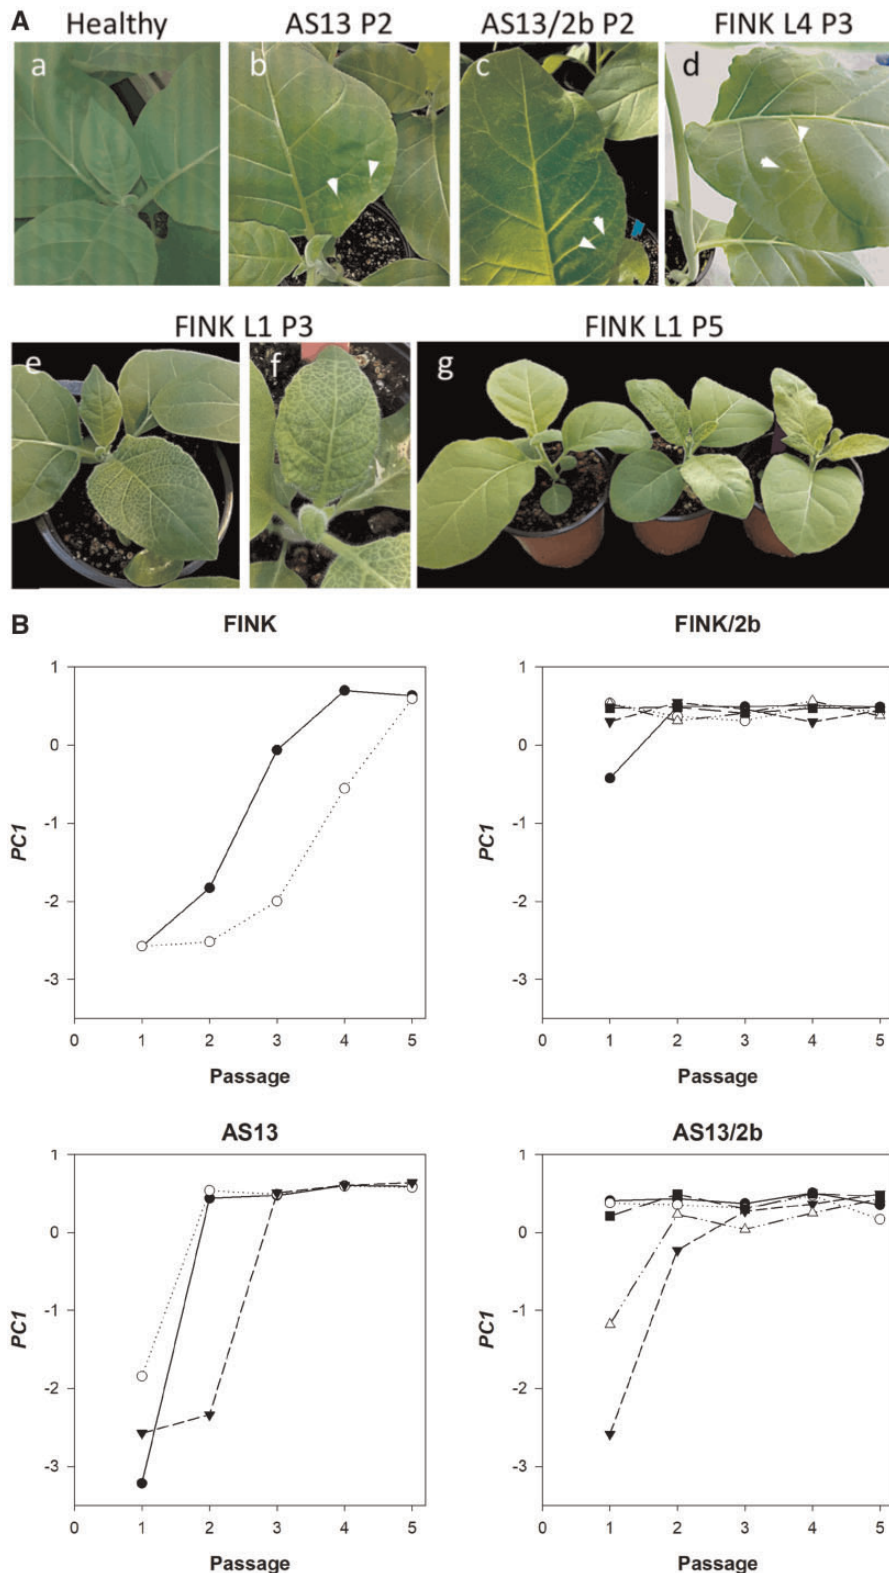 A
Healthy AS13 P2 AS13/2b P2 FINK L4 P3
a b c d
FINK L1 P3 FINK L1 P5
e f g
B
FINK
1
0
-1
-2
-3
PC1
0 1 2 3 4 5
Passage
FINK/2b
1
0
-1
-2
-3
PC1
0 1 2 3 4 5
Passage
AS13
1
0
-1
-2
-3
PC1
0 1 2 3 4 5
Passage
AS13/2b
1
0
-1
-2
-3
PC1
0 1 2 3 4 5
Passage